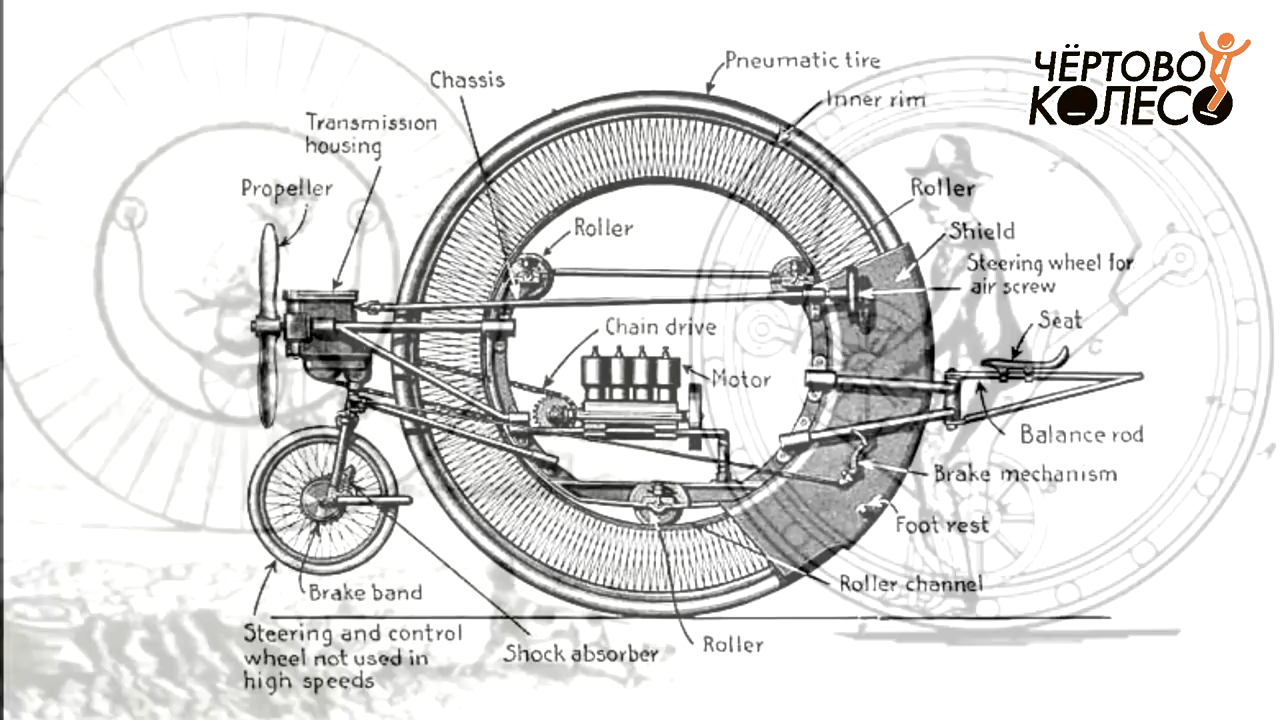 ЧЁРТОВО
КОЛЕСО
Pneumatic tire
Chassis
Inner rim
Transmission
housing
Propeller
Roller
Roller
Shield
Steering wheel for
air screw
Seat
Chain drive
Motor
Balance rod
Brake mechanism
Foot rest
Roller channel
Brake band
Steering and control
wheel not used in
high speeds
Shock absorber
Roller